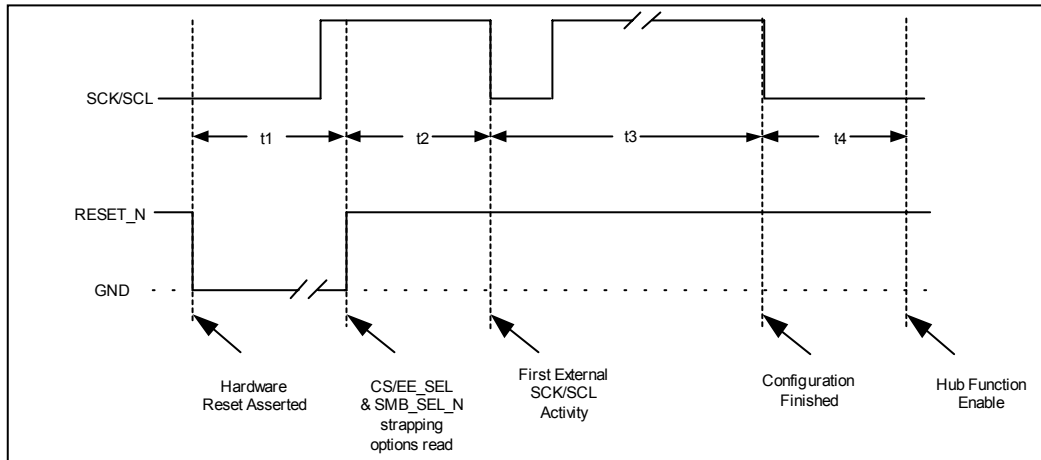 SCK/SCL
t1
t2
t3
t4
RESET_N
GND
Hardware
Reset Asserted
CS/EE_SEL
& SMB_SEL_N
strapping
options read
First External
SCK/SCL
Activity
Configuration
Finished
Hub Function
Enable